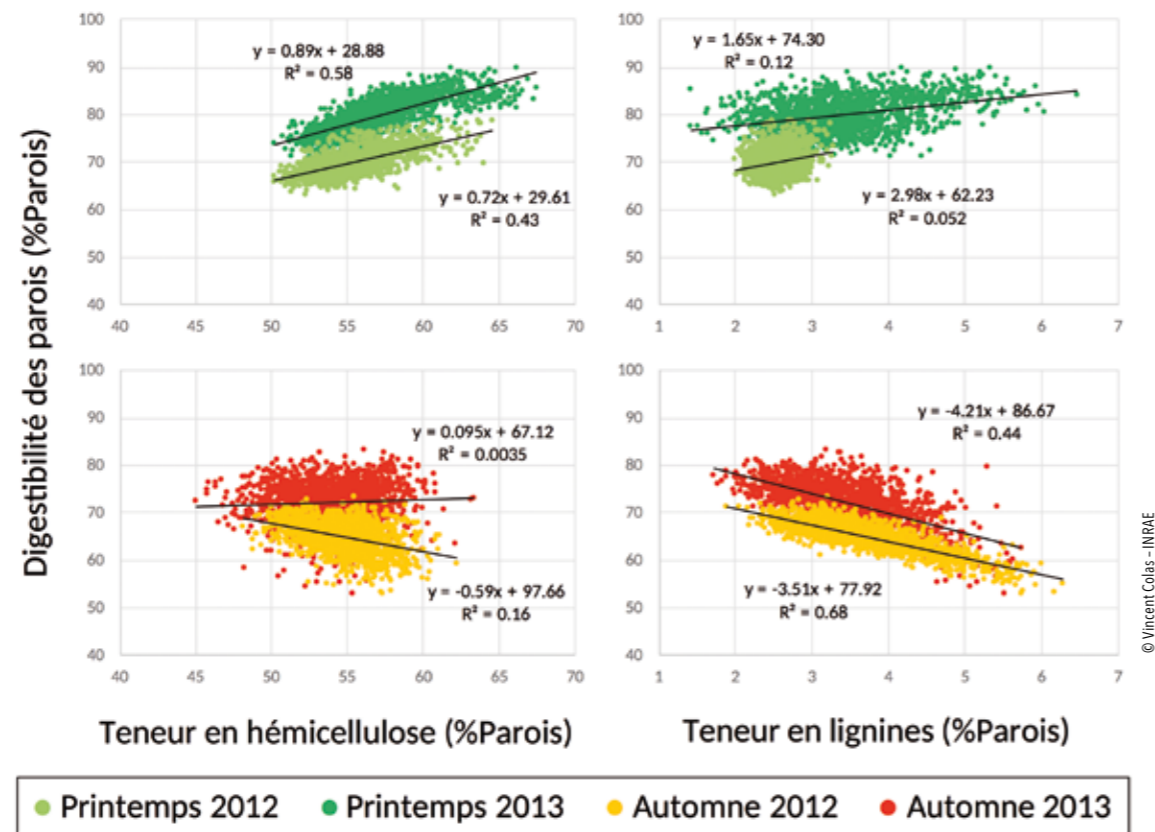 Digestibilité des parois (%Parois)
100
90
80
70
60
50
40
40 45 50 55 60 65 70
y = 0.89x + 28.88
R² = 0.58
y = 0.72x + 29.61
R² = 0.43
100
90
80
70
60
50
40
1 2 3 4 5 6 7
y = 1.65x + 74.30
R² = 0.12
y = 2.98x + 62.23
R² = 0.052
100
90
80
70
60
50
40
40 45 50 55 60 65 70
y = 0.095x + 67.12
R² = 0.0035
y = -0.59x + 97.66
R² = 0.16
100
90
80
70
60
50
40
1 2 3 4 5 6 7
y = -4.21x + 86.67
R² = 0.44
y = -3.51x + 77.92
R² = 0.68
Teneur en hémicellulose (%Parois)
Teneur en lignines (%Parois)
© Vincent Colas - INRAE
Printemps 2012 Printemps 2013 Automne 2012 Automne 2013